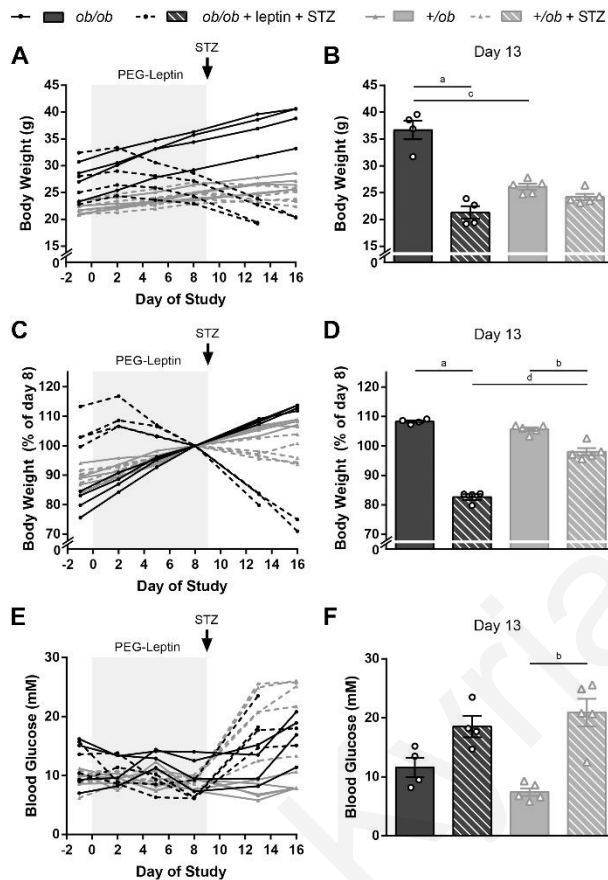 ob/ob ob/ob + leptin + STZ +/ob +/ob + STZ
A
STZ
PEG-Leptin
Body Weight (g)
45
40
35
30
25
20
15
0
-2 0 2 4 6 8 10 12 14 16
Day of Study
B
Day 13
a
c
Body Weight (g)
45
40
35
30
25
20
15
0
C
STZ
PEG-Leptin
Body Weight (% of day 8)
120
110
100
90
80
70
0
-2 0 2 4 6 8 10 12 14 16
Day of Study
D
Day 13
a b
d
Body Weight (% of day 8)
120
110
100
90
80
70
0
E
STZ
PEG-Leptin
Blood Glucose (mM)
30
20
10
0
-2 0 2 4 6 8 10 12 14 16
Day of Study
F
Day 13
b
Blood Glucose (mM)
30
20
10
0
kyria